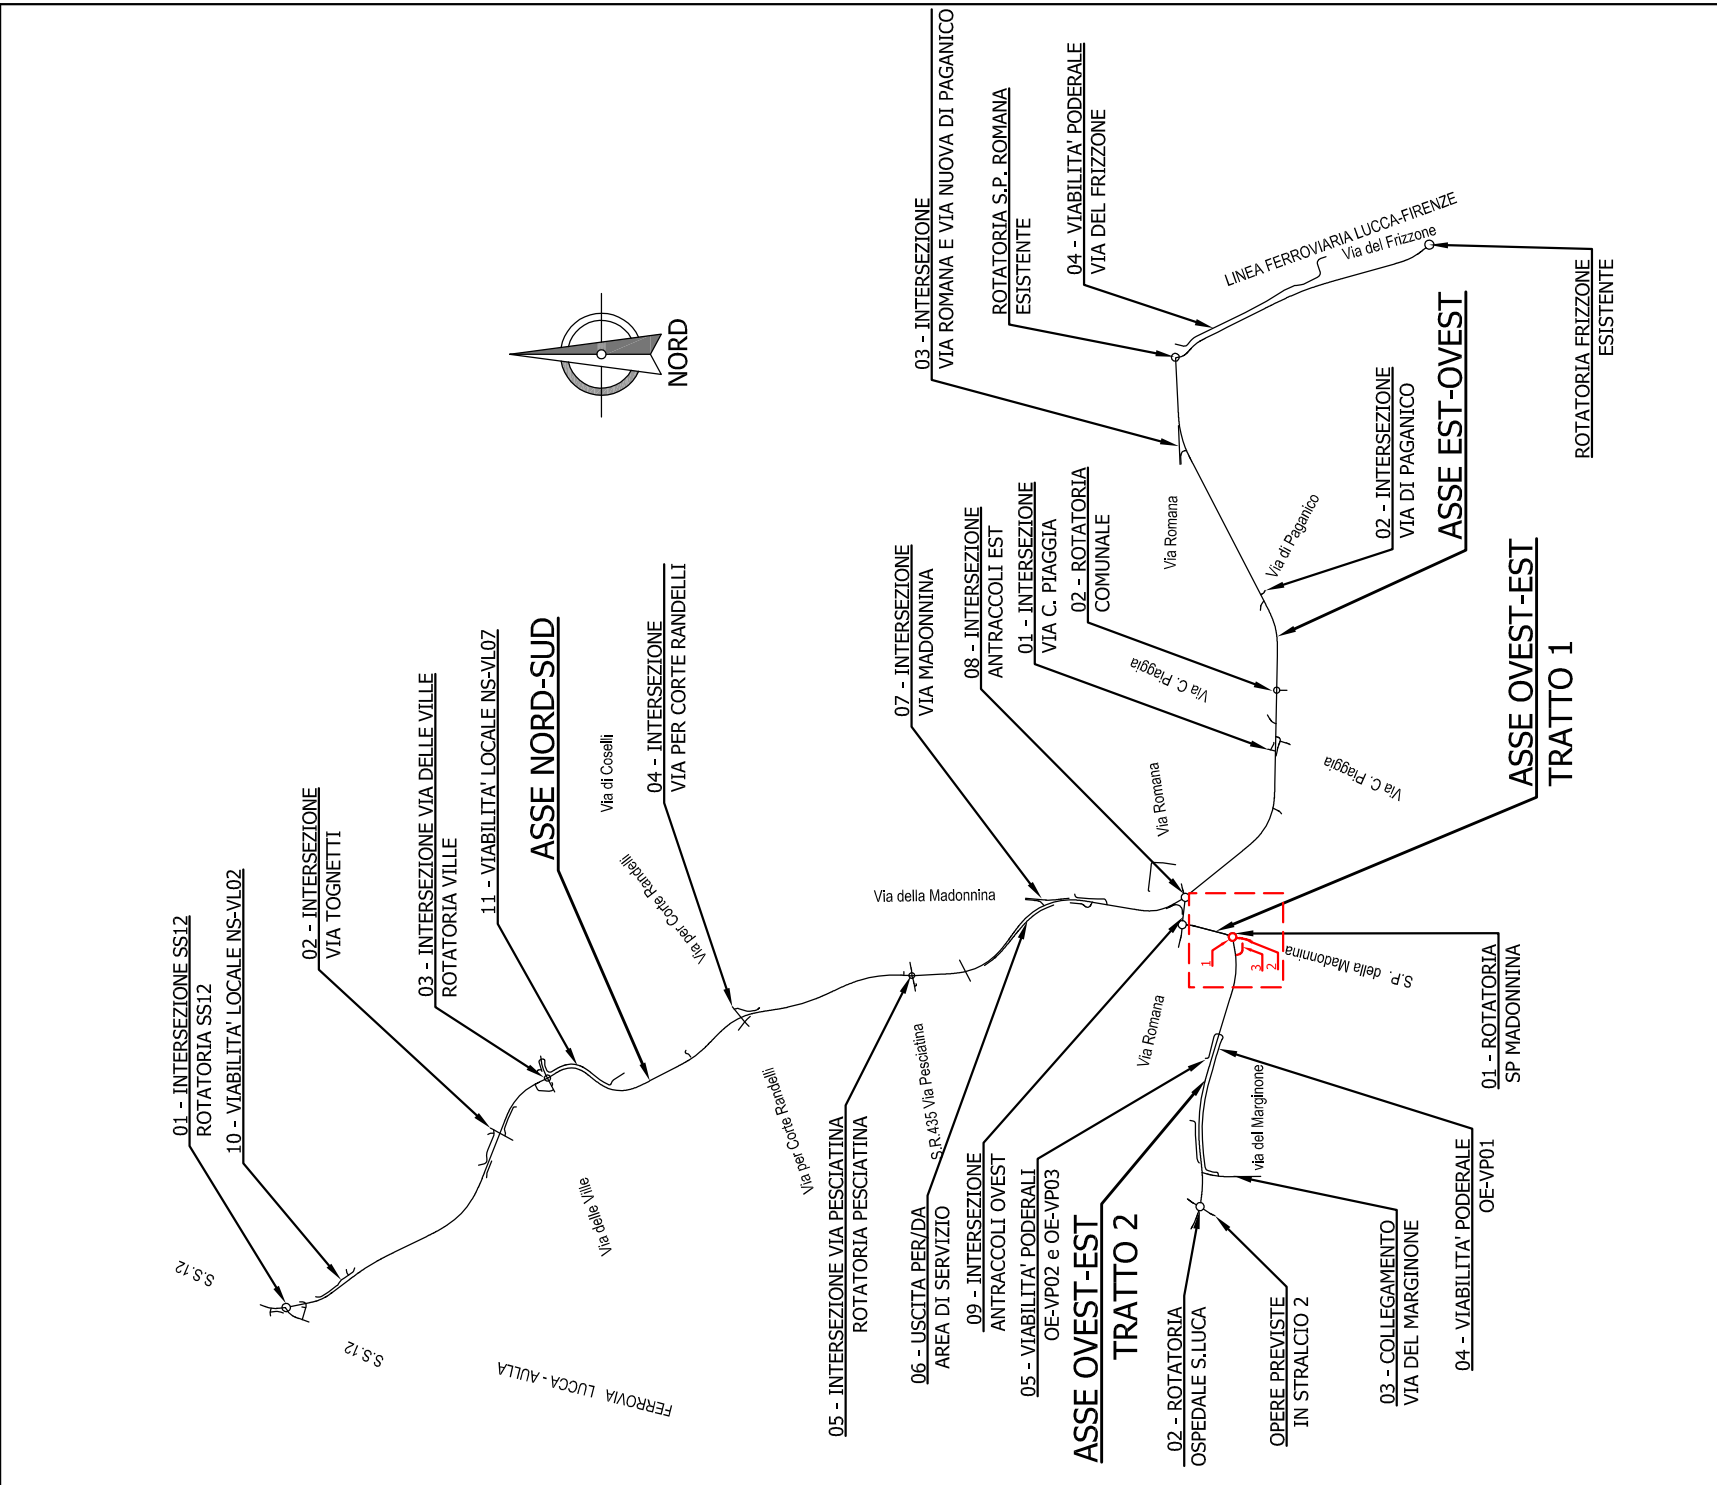 01 - INTERSEZIONE SS12
ROTATORIA SS12
10 - VIABILITA' LOCALE NS-VL02
02 - INTERSEZIONE
VIA TOGNETTI
03 - INTERSEZIONE VIA DELLE VILLE
ROTATORIA VILLE
11 - VIABILITA' LOCALE NS-VL07
ASSE NORD-SUD
Via di Coselli
04 - INTERSEZIONE
VIA PER CORTE RANDELLI
Via per Corte Randelli
NORD
S.S.12
S.S.12
FERROVIA LUCCA - AULLA
Via delle Ville
Via per Corte Randelli
05 - INTERSEZIONE VIA PESCIATINA
ROTATORIA PESCIATINA
S.R.435 Via Pesciatina
06 - USCITA PER/DA
AREA DI SERVIZIO
09 - INTERSEZIONE
ANTRACCOLI OVEST
05 - VIABILITA' PODERALI
OE-VP02 e OE-VP03
ASSE OVEST-EST
TRATTO 2
02 - ROTATORIA
OSPEDALE S.LUCA
OPERE PREVISTE
IN STRALCIO 2
03 - COLLEGAMENTO
VIA DEL MARGINONE
04 - VIABILITA' PODERALE
OE-VP01
Via Romana
via del Marginone
01 - ROTATORIA
SP MADONNINA
S.P. della Madonnina
1
3
2
Via della Madonnina
07 - INTERSEZIONE
VIA MADONNINA
08 - INTERSEZIONE
ANTRACCOLI EST
01 - INTERSEZIONE
VIA C. PIAGGIA
02 - ROTATORIA
COMUNALE
Via Romana
Via C. Piaggia
Via C. Piaggia
ASSE OVEST-EST
TRATTO 1
03 - INTERSEZIONE
VIA ROMANA E VIA NUOVA DI PAGANICO
ROTATORIA S.P. ROMANA
ESISTENTE
04 - VIABILITA' PODERALE
VIA DEL FRIZZONE
Via Romana
Via di Paganico
02 - INTERSEZIONE
VIA DI PAGANICO
ASSE EST-OVEST
LINEA FERROVIARIA LUCCA-FIRENZE
Via del Frizzone
ROTATORIA FRIZZONE
ESISTENTE